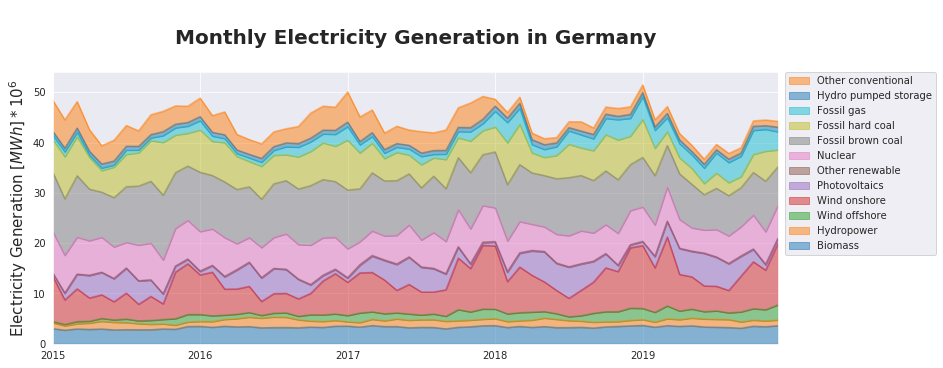 Monthly Electricity Generation in Germany
Electricity Generation [MWh] * 10^6
50
40
30
20
10
0
2015
2016
2017
2018
2019
Other conventional
Hydro pumped storage
Fossil gas
Fossil hard coal
Fossil brown coal
Nuclear
Other renewable
Photovoltaics
Wind onshore
Wind offshore
Hydropower
Biomass